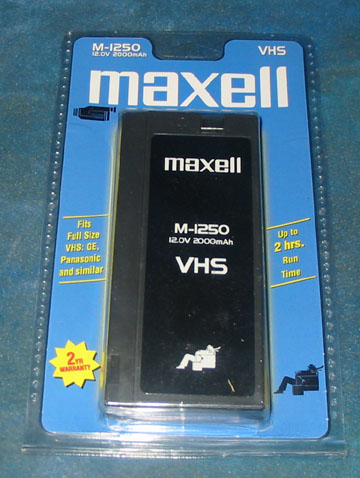 M-1250
12.0V 2000mAh
VHS
maxell
maxell
M-1250
12.0V 2000mAh
VHS
Fits
Full Size
VHS: GE,
Panasonic
and similar
Up to
2 hrs.
Run
Time
2 YR
WARRANTY